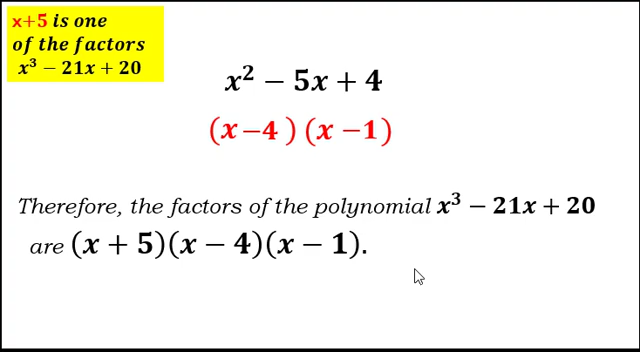 x+5 is one
of the factors
x³ − 21x + 20
x² − 5x + 4
(x−4 ) (x −1)
Therefore, the factors of the polynomial x³ − 21x + 20
are (x + 5)(x − 4)(x − 1).